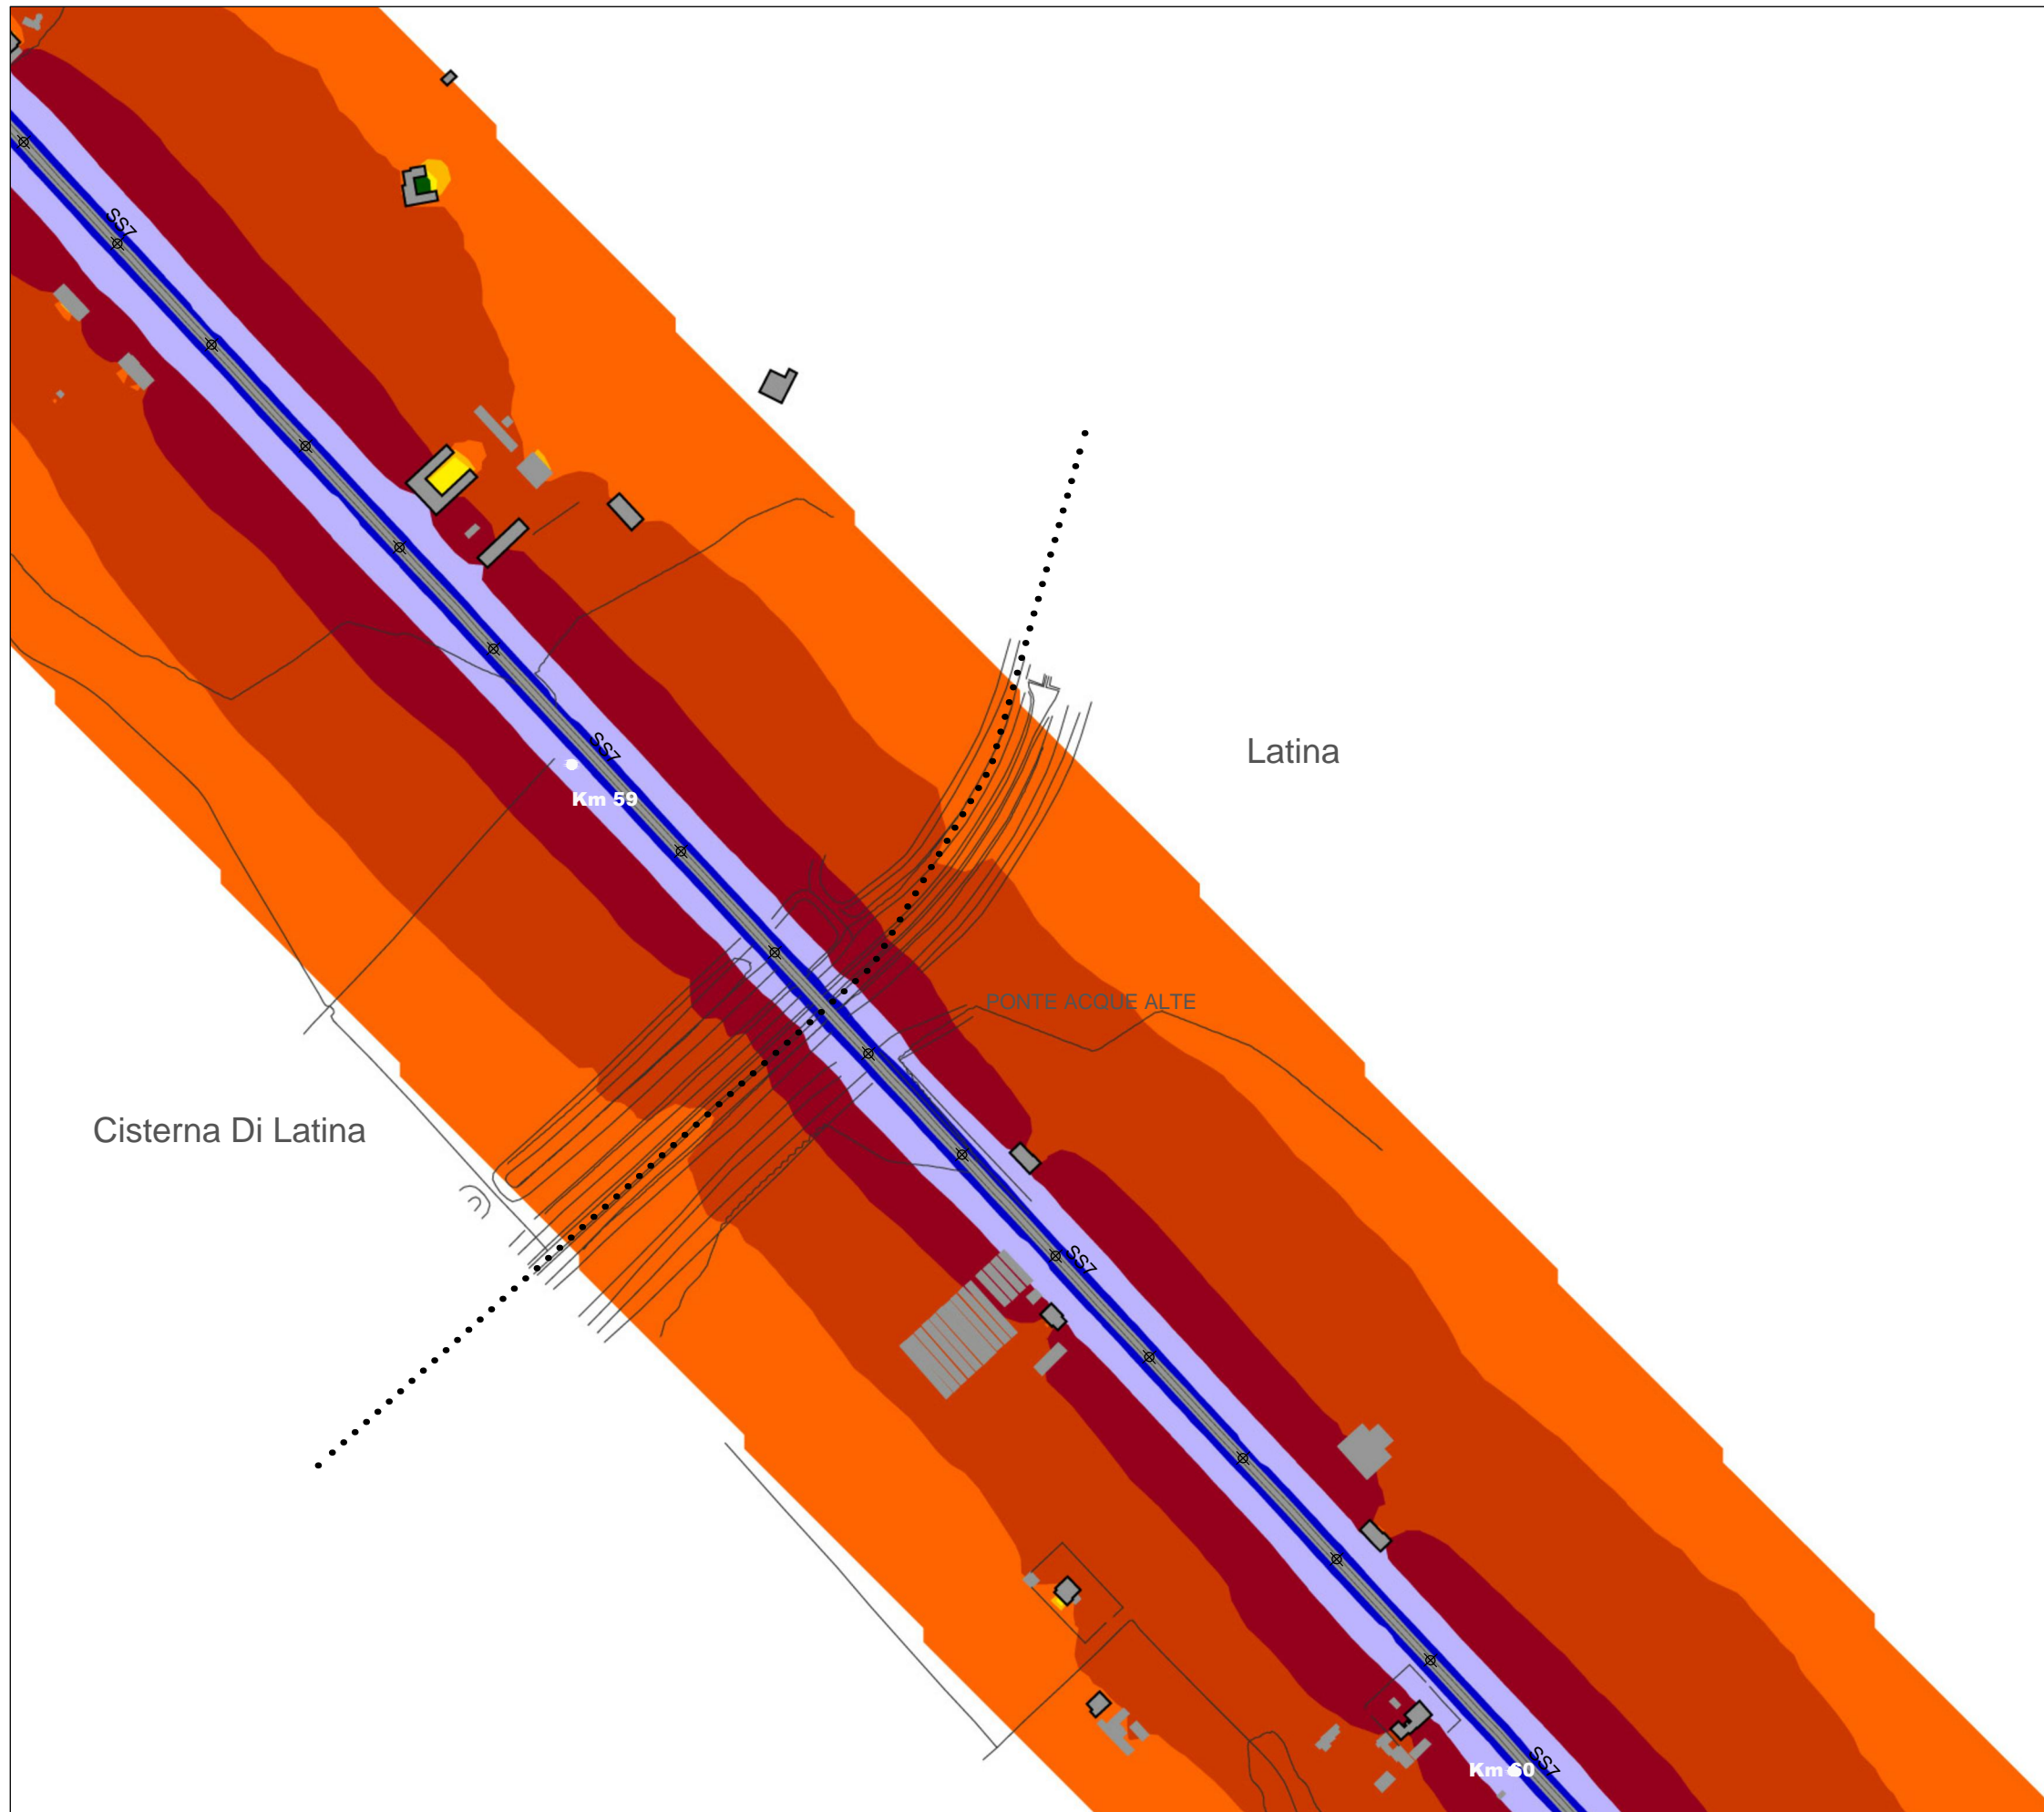 SS7
SS7
Latina
Km 59
PONTE ACQUE ALTE
Cisterna Di Latina
SS7
Km 60
SS7